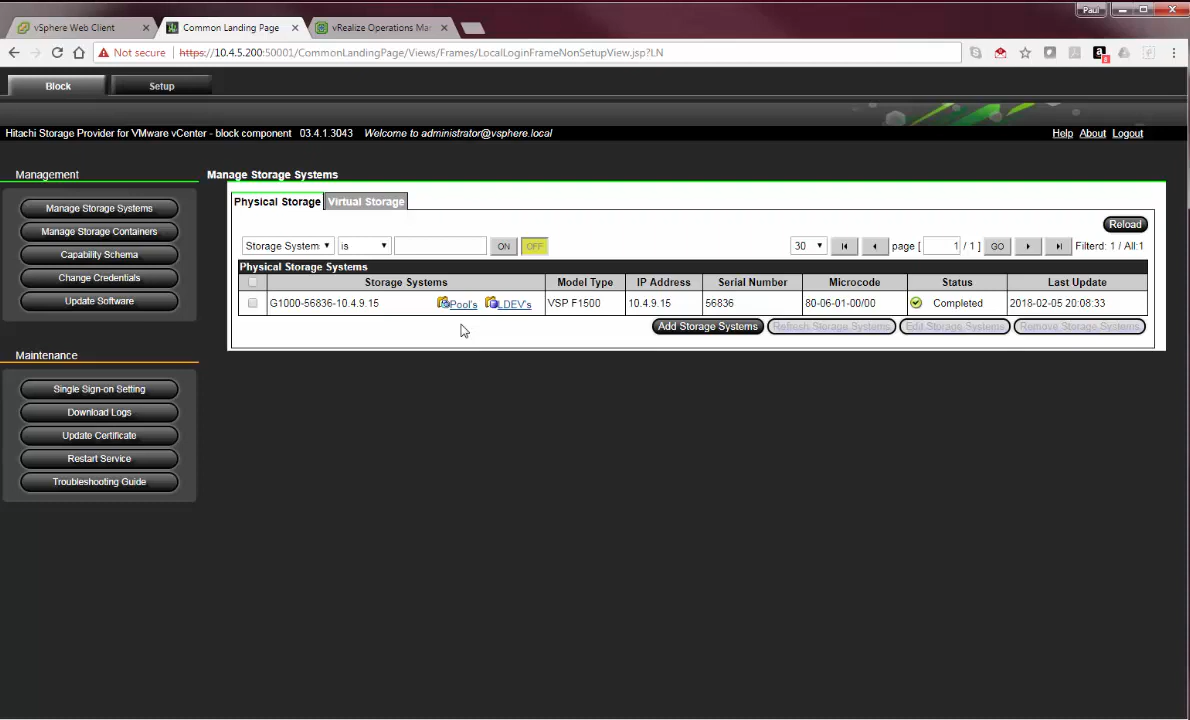 Paul
vSphere Web Client
Common Landing Page
vRealize Operations Mar
Not secure https://10.4.5.200:50001/CommonLandingPage/Views/Frames/LocalLoginFrameNonSetupView.jsp?LN
Block Setup
Hitachi Storage Provider for VMware vCenter - block component 03.4.1.3043 Welcome to administrator@vsphere.local Help About Logout
Management
Manage Storage Systems
Manage Storage Containers
Capability Schema
Change Credentials
Update Software
Maintenance
Single Sign-on Setting
Download Logs
Update Certificate
Restart Service
Troubleshooting Guide
Manage Storage Systems
Physical Storage Virtual Storage
Reload
Storage System: is ON OFF 30 page [ 1 / 1 ] GO Filterd: 1 / All:1
Physical Storage Systems
Storage Systems Model Type IP Address Serial Number Microcode Status Last Update
G1000-56836-10.4.9.15 Pool's LDEV's VSP F1500 10.4.9.15 56836 80-06-01-00/00 Completed 2018-02-05 20:08:33
Add Storage Systems Refresh Storage Systems Edit Storage Systems Remove Storage Systems